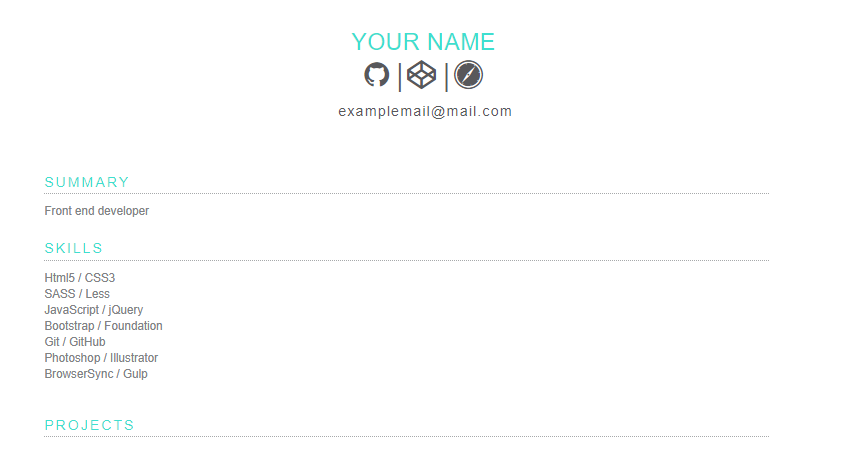 YOUR NAME
| |
examplemail@mail.com
SUMMARY
Front end developer
SKILLS
Html5 / CSS3
SASS / Less
JavaScript / jQuery
Bootstrap / Foundation
Git / GitHub
Photoshop / Illustrator
BrowserSync / Gulp
PROJECTS